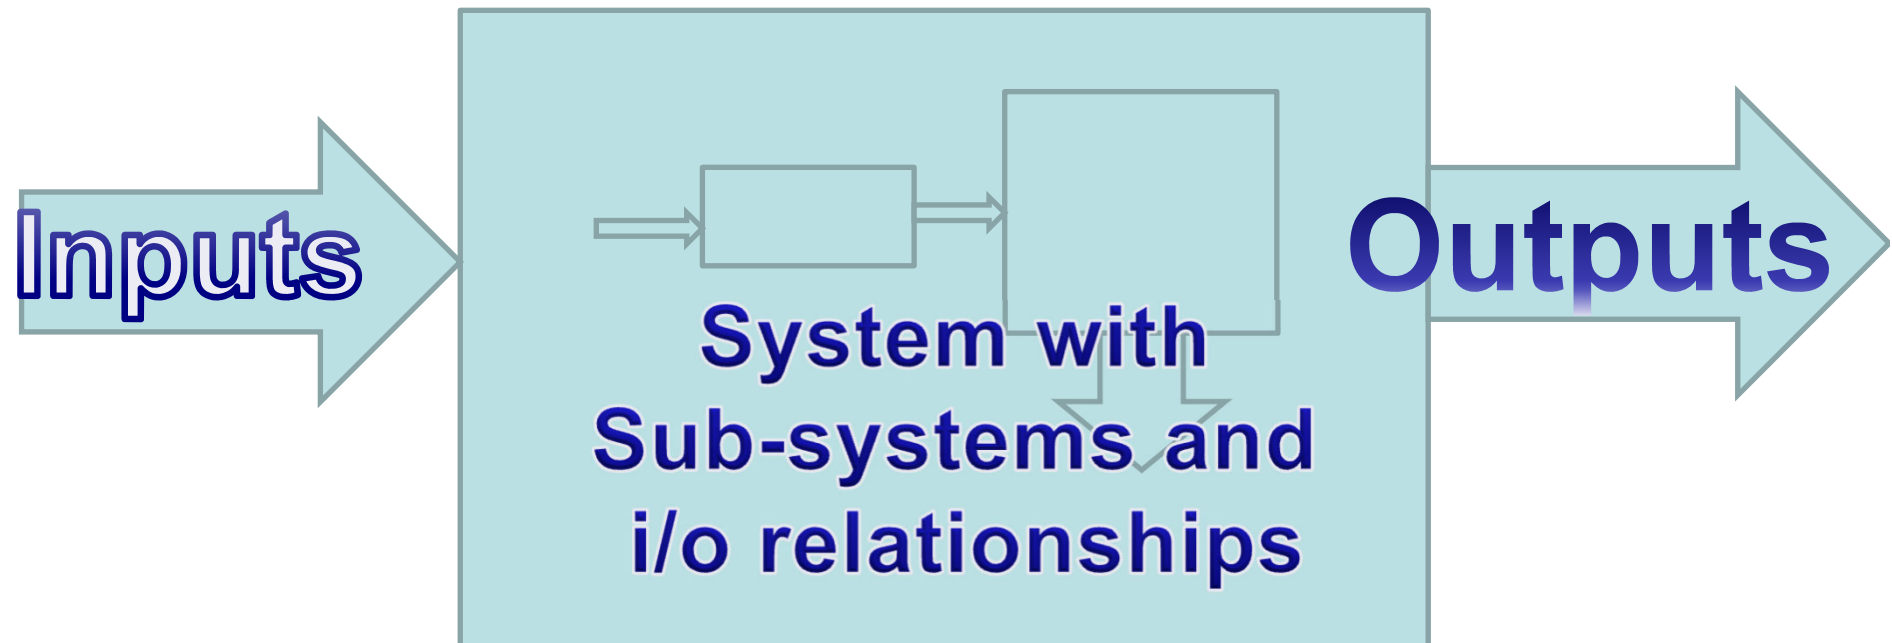 Inputs
System with
Sub-systems and
i/o relationships
Outputs